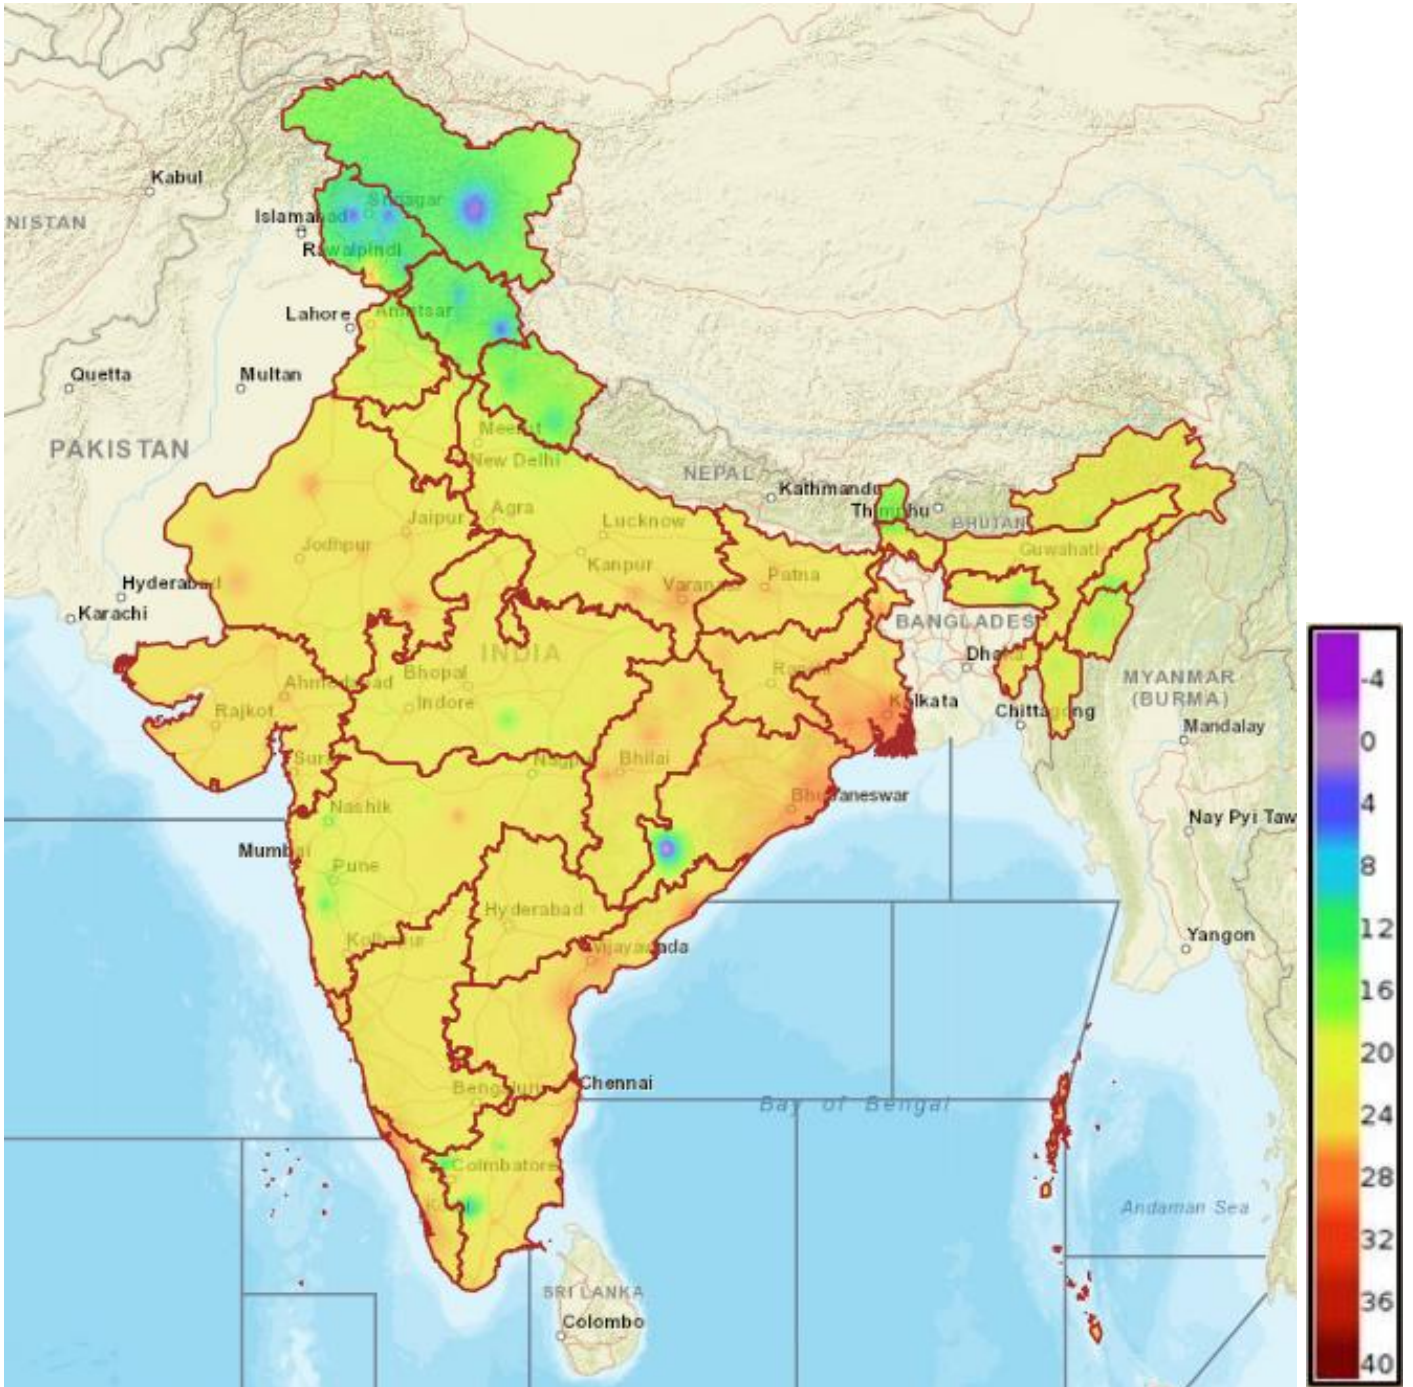 Kabul
Srinagar
Islamabad
NISTAN
Rawalpindi
Lahore
Amritsar
Quetta
Multan
Meerut
PAKISTAN
New Delhi
NEPAL
Kathmandu
Thimphu
BHUTAN
Jaipur
Agra
Lucknow
Jodhpur
Guwahati
Kanpur
Hyderabad
Varanasi
Patna
Karachi
BANGLADESH
INDIA
Dhaka
Bhopal
Ranchi
MYANMAR
(BURMA)
Ahmedabad
Indore
Kolkata
Rajkot
Chittagong
Mandalay
Surat
Nagpur
Bhilai
Nashik
Bhubaneswar
Nay Pyi Taw
Mumbai
Pune
Hyderabad
Kolhapur
Vijayawada
Yangon
Bengaluru
Chennai
Bay of Bengal
Coimbatore
Andaman Sea
SRI LANKA
Colombo
-4
0
4
8
12
16
20
24
28
32
36
40